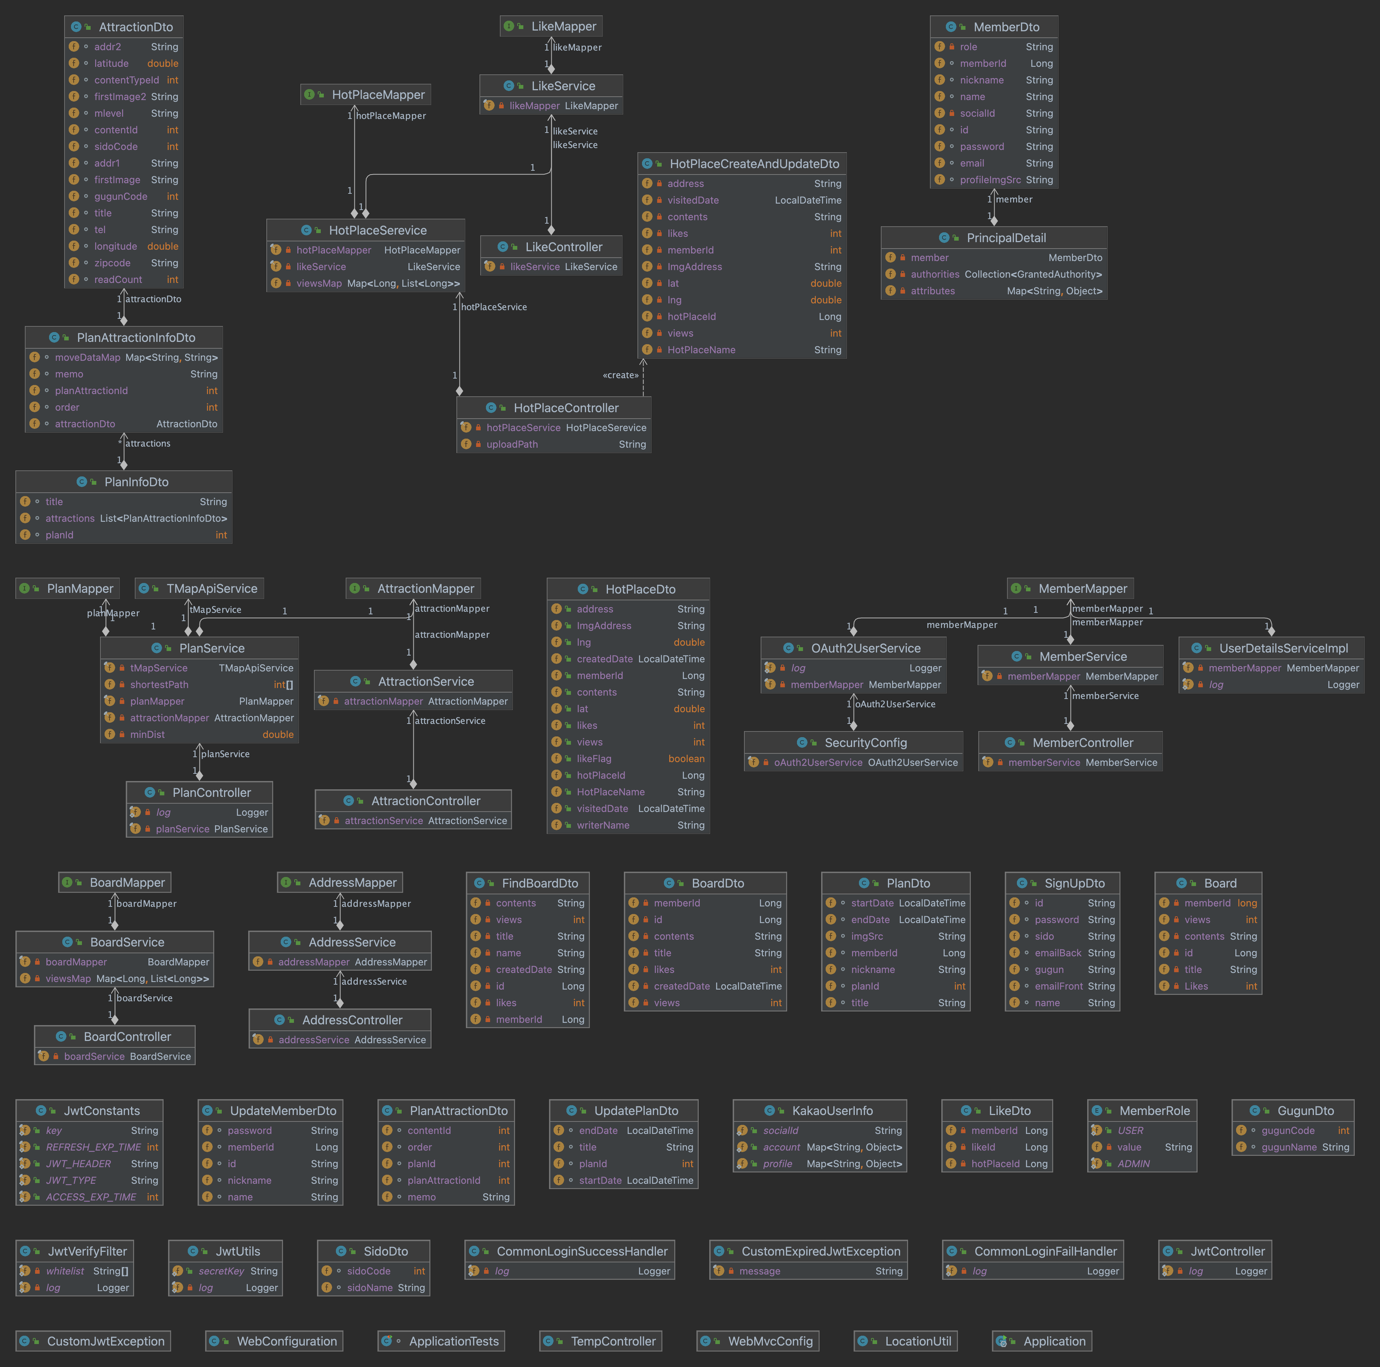 AttractionDto
addr2 String
latitude double
contentTypeId int
firstImage2 String
mlevel String
contentId int
sidoCode int
addr1 String
firstImage String
gugunCode int
title String
tel String
longitude double
zipcode String
readCount int
1 attractionDto
1
PlanAttractionInfoDto
moveDataMap Map<String, String>
memo String
planAttractionId int
order int
attractionDto AttractionDto
* attractions
1
PlanInfoDto
title String
attractions List<PlanAttractionInfoDto>
planId int
HotPlaceMapper
1 hotPlaceMapper
1
LikeMapper
1 likeMapper
1
LikeService
likeMapper LikeMapper
1 likeService
likeService
1
1
1
HotPlaceSerevice
hotPlaceMapper HotPlaceMapper
likeService LikeService
viewsMap Map<Long, List<Long>>
LikeController
likeService LikeService
1 hotPlaceService
1
HotPlaceCreateAndUpdateDto
address String
visitedDate LocalDateTime
contents String
likes int
memberId int
ImgAddress String
lat double
lng double
hotPlaceId Long
views int
HotPlaceName String
«create»
HotPlaceController
hotPlaceService HotPlaceSerevice
uploadPath String
MemberDto
role String
memberId Long
nickname String
name String
socialId String
id String
password String
email String
profileImgSrc String
1 member
1
PrincipalDetail
member MemberDto
authorities Collection<GrantedAuthority>
attributes Map<String, Object>
PlanMapper
TMapApiService
planMapper
1
1
tMapService
1
1
1
PlanService
tMapService TMapApiService
shortestPath int[]
planMapper PlanMapper
attractionMapper AttractionMapper
minDist double
1 planService
1
PlanController
log Logger
planService PlanService
AttractionMapper
1
attractionMapper
1
attractionMapper
1
AttractionService
attractionMapper AttractionMapper
1 attractionService
1
AttractionController
attractionService AttractionService
HotPlaceDto
address String
ImgAddress String
lng double
createdDate LocalDateTime
memberId Long
contents String
lat double
likes int
views int
likeFlag boolean
hotPlaceId Long
HotPlaceName String
visitedDate LocalDateTime
writerName String
MemberMapper
1 1 memberMapper 1
memberMapper memberMapper
1 1 1
OAuth2UserService
log Logger
memberMapper MemberMapper
1 oAuth2UserService
1
SecurityConfig
oAuth2UserService OAuth2UserService
MemberService
memberMapper MemberMapper
1 memberService
1
MemberController
memberService MemberService
UserDetailsServiceImpl
memberMapper MemberMapper
log Logger
BoardMapper
1 boardMapper
1
BoardService
boardMapper BoardMapper
viewsMap Map<Long, List<Long>>
1 boardService
1
BoardController
boardService BoardService
AddressMapper
1 addressMapper
1
AddressService
addressMapper AddressMapper
1 addressService
1
AddressController
addressService AddressService
FindBoardDto
contents String
views int
title String
name String
createdDate String
id Long
likes int
memberId Long
BoardDto
memberId Long
id Long
contents String
title String
likes int
createdDate LocalDateTime
views int
PlanDto
startDate LocalDateTime
endDate LocalDateTime
imgSrc String
memberId Long
nickname String
planId int
title String
SignUpDto
id String
password String
sido String
emailBack String
gugun String
emailFront String
name String
Board
memberId long
views int
contents String
id Long
title String
Likes int
JwtConstants
key String
REFRESH_EXP_TIME int
JWT_HEADER String
JWT_TYPE String
ACCESS_EXP_TIME int
UpdateMemberDto
password String
memberId Long
id String
nickname String
name String
PlanAttractionDto
contentId int
order int
planId int
planAttractionId int
memo String
UpdatePlanDto
endDate LocalDateTime
title String
planId int
startDate LocalDateTime
KakaoUserInfo
socialId String
account Map<String, Object>
profile Map<String, Object>
LikeDto
memberId Long
likeId Long
hotPlaceId Long
MemberRole
USER
value String
ADMIN
GugunDto
gugunCode int
gugunName String
JwtVerifyFilter
whitelist String[]
log Logger
JwtUtils
secretKey String
log Logger
SidoDto
sidoCode int
sidoName String
CommonLoginSuccessHandler
log Logger
CustomExpiredJwtException
message String
CommonLoginFailHandler
log Logger
JwtController
log Logger
CustomJwtException
WebConfiguration
ApplicationTests
TempController
WebMvcConfig
LocationUtil
Application